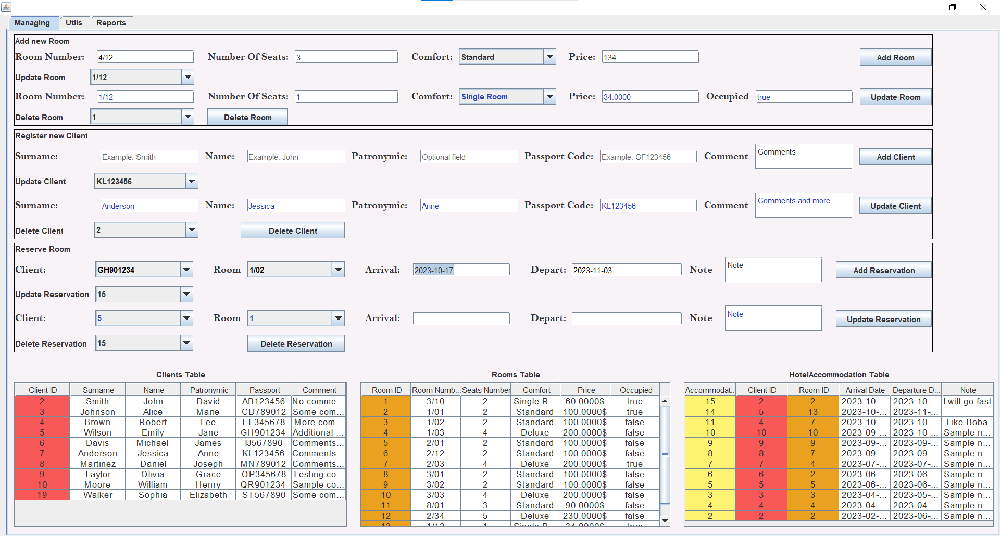 Managing Utils Reports
Add new Room
Room Number: 4/12 Number Of Seats: 3 Comfort: Standard Price: 134 Add Room
Update Room 1/12
Room Number: 1/12 Number Of Seats: 1 Comfort: Single Room Price: 34.0000 Occupied true Update Room
Delete Room 1 Delete Room
Register new Client
Surname: Example: Smith Name: Example: John Patronymic: Optional field Passport Code: Example: GF123456 Comment Comments Add Client
Update Client KL123456
Surname: Anderson Name: Jessica Patronymic: Anne Passport Code: KL123456 Comment Comments and more Update Client
Delete Client 2 Delete Client
Reserve Room
Client: GH901234 Room 1/02 Arrival: 2023-10-17 Depart: 2023-11-03 Note Note Add Reservation
Update Reservation 15
Client: 5 Room 1 Arrival: Depart: Note Note Update Reservation
Delete Reservation 15 Delete Reservation
Clients Table
Client ID Surname Name Patronymic Passport Comment
2 Smith John David AB123456 No comme...
3 Johnson Alice Marie CD789012 Some com...
4 Brown Robert Lee EF345678 More com...
5 Wilson Emily Jane GH901234 Additional ...
6 Davis Michael James IJ567890 Comments...
7 Anderson Jessica Anne KL123456 Comments...
8 Martinez Daniel Joseph MN789012 Comments...
9 Taylor Olivia Grace OP345678 Testing co...
10 Moore William Henry QR901234 Sample co...
19 Walker Sophia Elizabeth ST567890 Some com...
Rooms Table
Room ID Room Numb... Seats Number Comfort Price Occupied
1 3/10 2 Single R... 60.0000$ true
2 1/01 2 Standard 100.0000$ true
3 1/02 2 Standard 100.0000$ false
4 1/03 4 Deluxe 200.0000$ false
5 2/01 2 Standard 100.0000$ false
6 2/12 2 Standard 100.0000$ false
7 2/03 4 Deluxe 200.0000$ true
8 3/01 2 Standard 100.0000$ false
9 3/02 2 Standard 100.0000$ false
10 3/03 4 Deluxe 200.0000$ false
11 8/01 3 Standard 90.0000$ false
12 2/34 5 Deluxe 230.0000$ false
13 1/12 1 Single R... 34.0000$ true
HotelAccommodation Table
Accommodat... Client ID Room ID Arrival Date Departure D... Note
15 2 2 2023-10-... 2023-10-... I will go fast
14 5 13 2023-10-... 2023-11-...
11 4 7 2023-10-... 2023-10-... Like Boba
10 10 10 2023-09-... 2023-10-... Sample n...
9 9 9 2023-09-... 2023-09-... Sample n...
8 8 7 2023-09-... 2023-09-... Sample n...
7 7 4 2023-07-... 2023-07-... Sample n...
6 6 2 2023-06-... 2023-06-... Sample n...
5 5 5 2023-06-... 2023-06-... Sample n...
3 3 3 2023-04-... 2023-05-... Sample n...
4 4 4 2023-04-... 2023-04-... Sample n...
2 2 2 2023-02-... 2023-06-... Sample n...